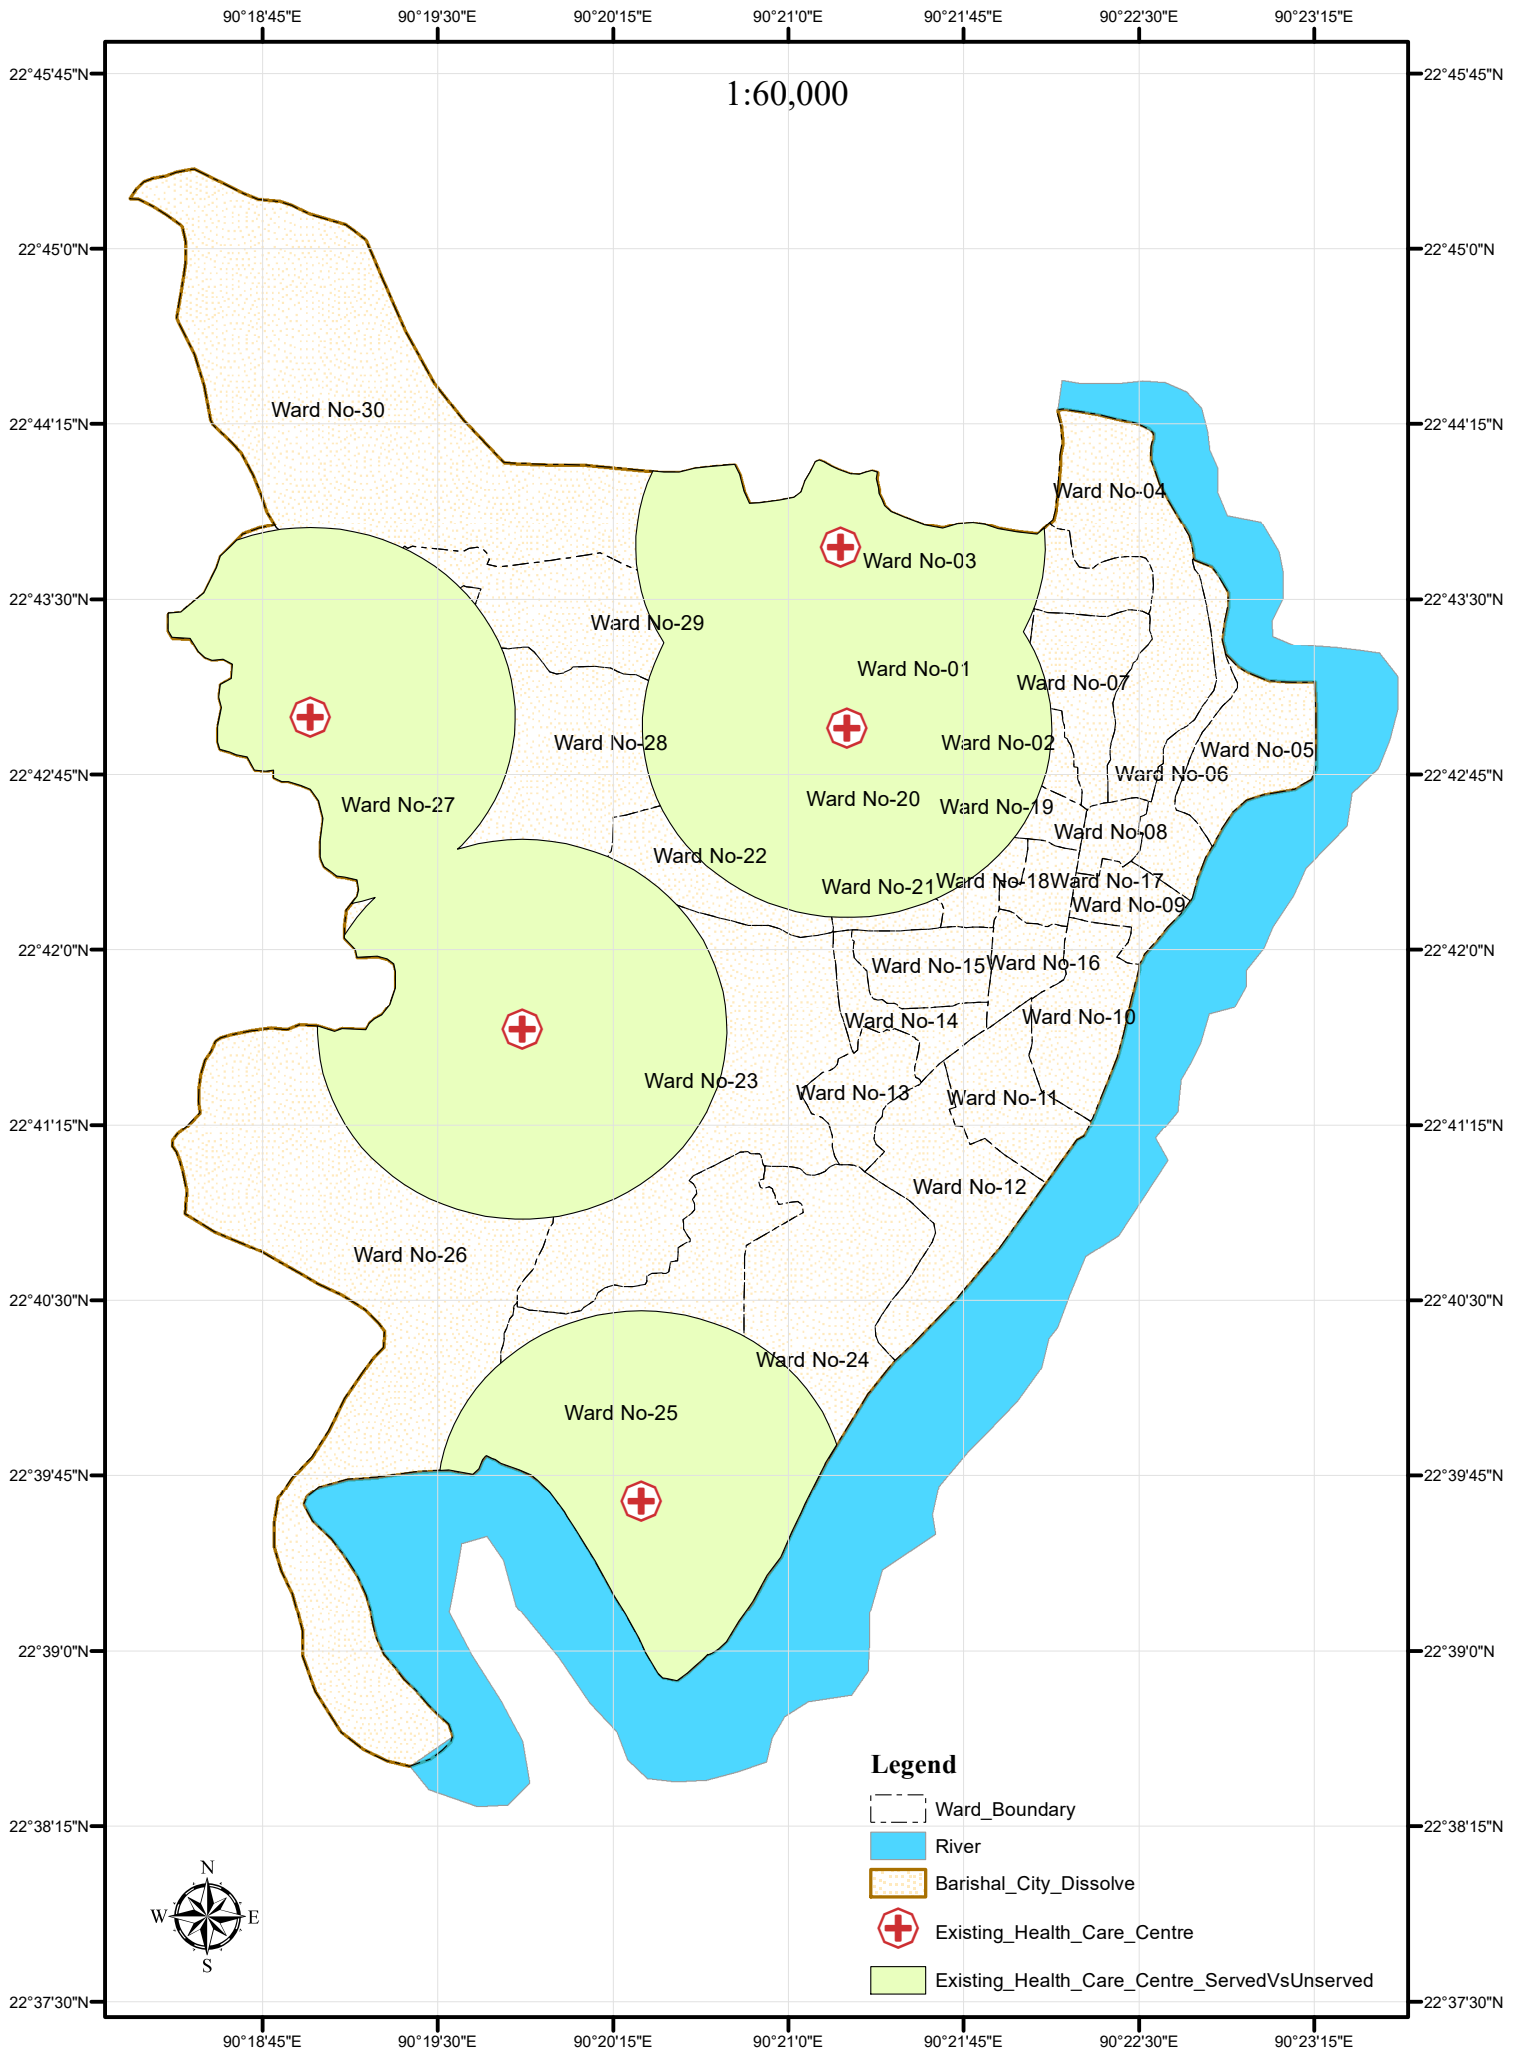 90°18'45"E 90°19'30"E 90°20'15"E 90°21'0"E 90°21'45"E 90°22'30"E 90°23'15"E
22°45'45"N 22°45'45"N
1:60,000
22°45'0"N 22°45'0"N
Ward No-30
22°44'15"N 22°44'15"N
Ward No-04
Ward No-03
22°43'30"N 22°43'30"N
Ward No-29
Ward No-01
Ward No-07
Ward No-28 Ward No-02 Ward No-05
22°42'45"N Ward No-06 22°42'45"N
Ward No-27 Ward No-20 Ward No-19
Ward No-08
Ward No-22
Ward No-21 Ward No-18 Ward No-17
Ward No-09
22°42'0"N 22°42'0"N
Ward No-15 Ward No-16
Ward No-14 Ward No-10
Ward No-23
Ward No-13 Ward No-11
22°41'15"N 22°41'15"N
Ward No-12
Ward No-26
22°40'30"N 22°40'30"N
Ward No-24
Ward No-25
22°39'45"N 22°39'45"N
22°39'0"N 22°39'0"N
Legend
Ward_Boundary
22°38'15"N 22°38'15"N
River
Barishal_City_Dissolve
Existing_Health_Care_Centre
Existing_Health_Care_Centre_ServedVsUnserved
N
W E
S
22°37'30"N 22°37'30"N
90°18'45"E 90°19'30"E 90°20'15"E 90°21'0"E 90°21'45"E 90°22'30"E 90°23'15"E